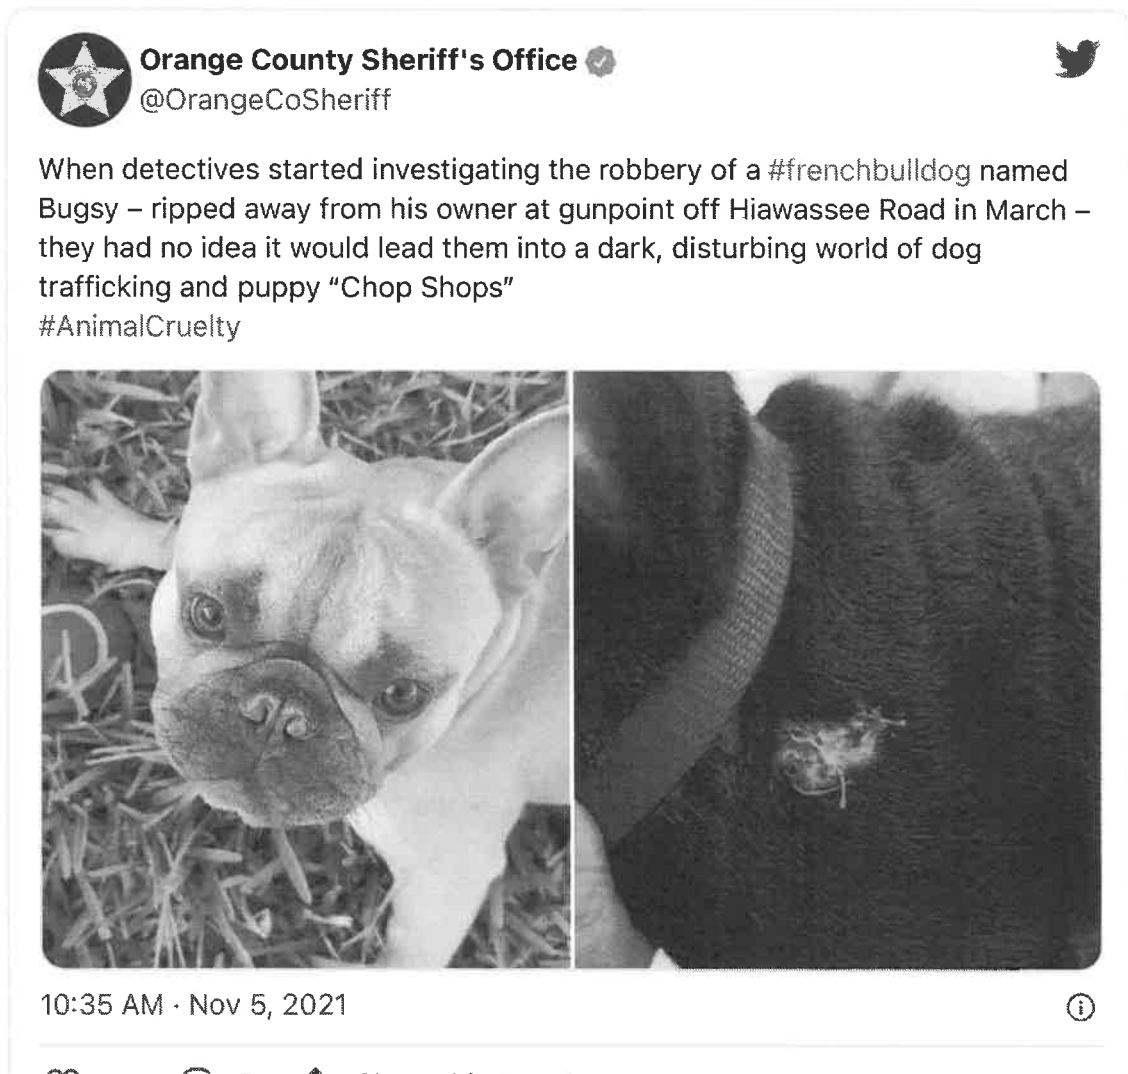 Orange County Sheriff's Office
@OrangeCoSheriff
When detectives started investigating the robbery of a #frenchbulldog named
Bugsy – ripped away from his owner at gunpoint off Hiawassee Road in March –
they had no idea it would lead them into a dark, disturbing world of dog
trafficking and puppy “Chop Shops”
#AnimalCruelty
10:35 AM · Nov 5, 2021